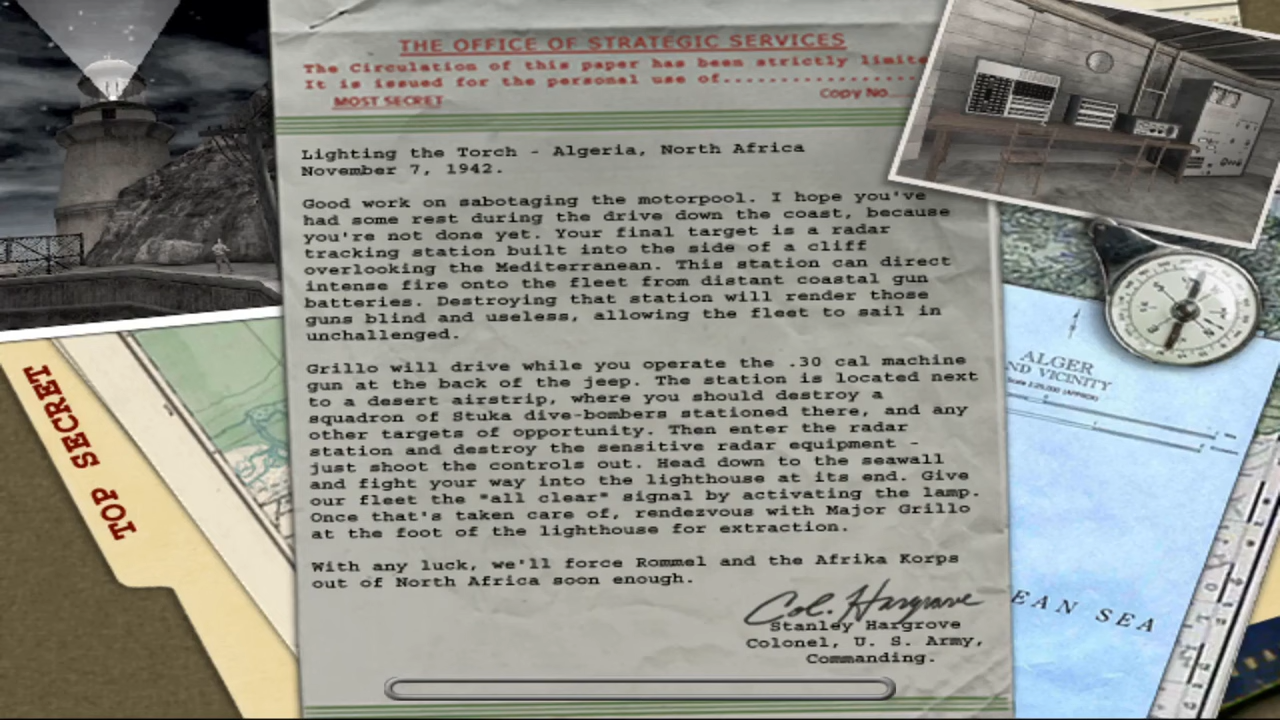 THE OFFICE OF STRATEGIC SERVICES
The Circulation of this paper has been strictly limite
It is issued for the personal use of..................
MOST SECRET
Copy No...
Lighting the Torch - Algeria, North Africa
November 7, 1942.
Good work on sabotaging the motorpool. I hope you've
had some rest during the drive down the coast, because
you're not done yet. Your final target is a radar
tracking station built into the side of a cliff
overlooking the Mediterranean. This station can direct
intense fire onto the fleet from distant coastal gun
batteries. Destroying that station will render those
guns blind and useless, allowing the fleet to sail in
unchallenged.
Grillo will drive while you operate the .30 cal machine
gun at the back of the jeep. The station is located next
to a desert airstrip, where you should destroy a
squadron of Stuka dive-bombers stationed there, and any
other targets of opportunity. Then enter the radar
station and destroy the sensitive radar equipment -
just shoot the controls out. Head down to the seawall
and fight your way into the lighthouse at its end. Give
our fleet the "all clear" signal by activating the lamp.
Once that's taken care of, rendezvous with Major Grillo
at the foot of the lighthouse for extraction.
With any luck, we'll force Rommel and the Afrika Korps
out of North Africa soon enough.
Col. Hargrove
Stanley Hargrove
Colonel, U. S. Army,
Commanding.
TOP SECRET
ALGER
ND VICINITY
EAN SEA